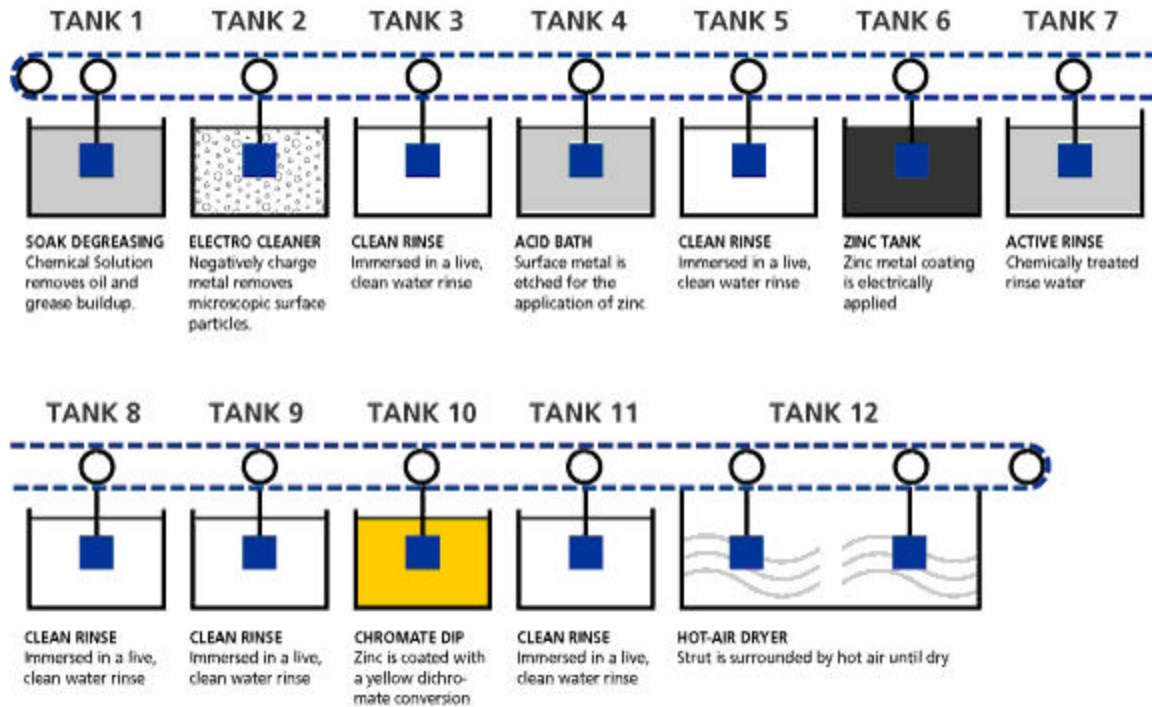 TANK 1 TANK 2 TANK 3 TANK 4 TANK 5 TANK 6 TANK 7
SOAK DEGREASING
Chemical Solution
removes oil and
grease buildup.
ELECTRO CLEANER
Negatively charge
metal removes
microscopic surface
particles.
CLEAN RINSE
Immersed in a live,
clean water rinse
ACID BATH
Surface metal is
etched for the
application of zinc
CLEAN RINSE
Immersed in a live,
clean water rinse
ZINC TANK
Zinc metal coating
is electrically
applied
ACTIVE RINSE
Chemically treated
rinse water
TANK 8 TANK 9 TANK 10 TANK 11 TANK 12
CLEAN RINSE
Immersed in a live,
clean water rinse
CLEAN RINSE
Immersed in a live,
clean water rinse
CHROMATE DIP
Zinc is coated with
a yellow dichro-
mate conversion
CLEAN RINSE
Immersed in a live,
clean water rinse
HOT-AIR DRYER
Strut is surrounded by hot air until dry